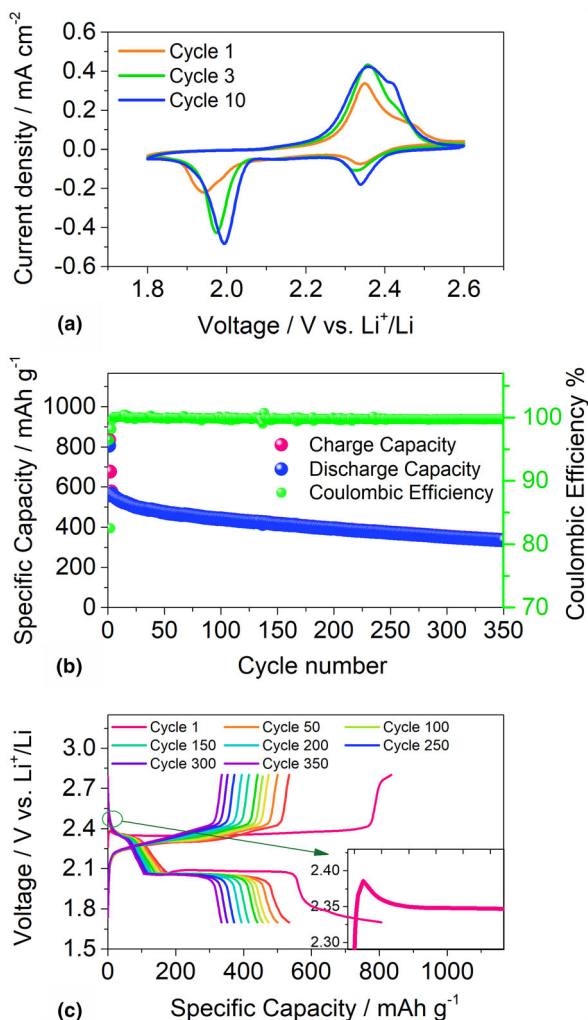 0.6
0.4
0.2
0.0
-0.2
-0.4
-0.6
Current density / mA cm-2
Cycle 1
Cycle 3
Cycle 10
1.8 2.0 2.2 2.4 2.6
Voltage / V vs. Li+/Li
(a)
1000
800
600
400
200
0
Specific Capacity / mAh g-1
Charge Capacity
Discharge Capacity
Coulombic Efficiency
100
90
80
70
Coulombic Efficiency %
0 50 100 150 200 250 300 350
Cycle number
(b)
3.0
2.7
2.4
2.1
1.8
1.5
Voltage / V vs. Li+/Li
Cycle 1 Cycle 50 Cycle 100
Cycle 150 Cycle 200 Cycle 250
Cycle 300 Cycle 350
2.40
2.35
2.30
0 200 400 600 800 1000
Specific Capacity / mAh g-1
(c)